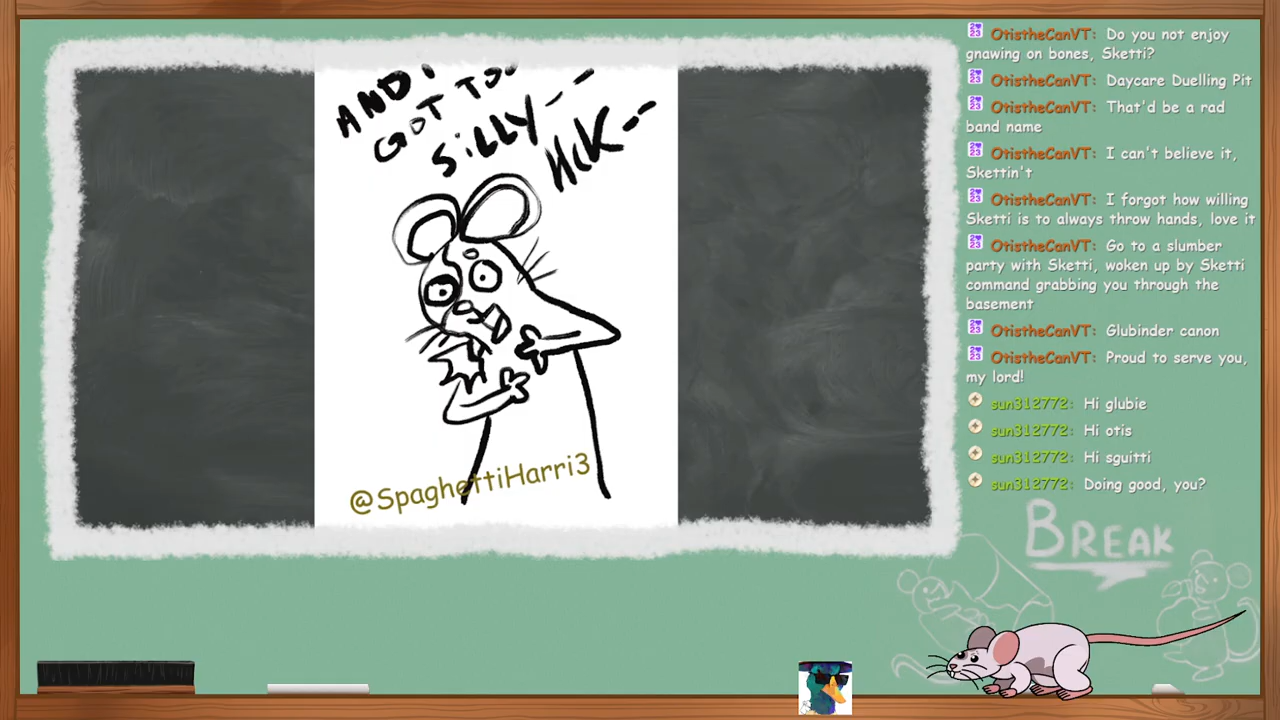 AND I
GOT TOO
SiLLY--
HCK--
@SpaghettiHarri3
OtistheCanVT: Do you not enjoy
gnawing on bones, Sketti?
OtistheCanVT: Daycare Duelling Pit
OtistheCanVT: That'd be a rad
band name
OtistheCanVT: I can't believe it,
Skettin't
OtistheCanVT: I forgot how willing
Sketti is to always throw hands, love it
OtistheCanVT: Go to a slumber
party with Sketti, woken up by Sketti
command grabbing you through the
basement
OtistheCanVT: Glubinder canon
OtistheCanVT: Proud to serve you,
my lord!
sun312772: Hi glubie
sun312772: Hi otis
sun312772: Hi sguitti
sun312772: Doing good, you?
BREAK